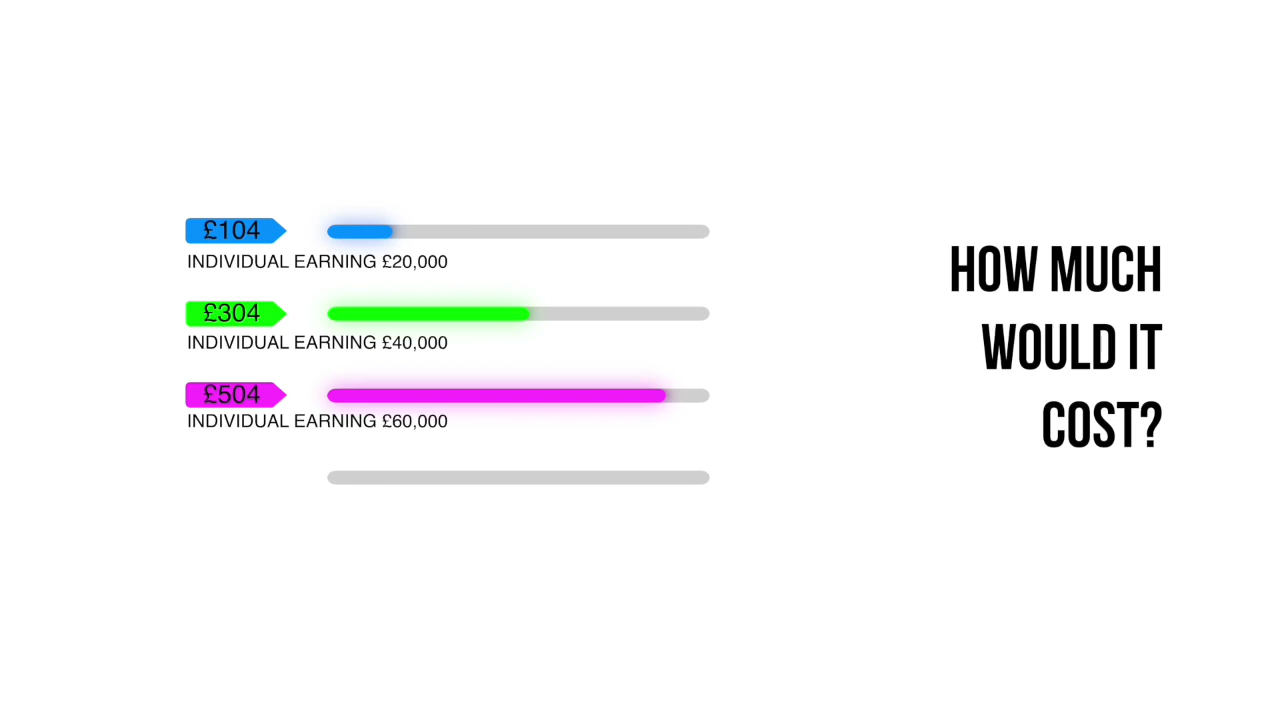 £104
INDIVIDUAL EARNING £20,000
£304
INDIVIDUAL EARNING £40,000
£504
INDIVIDUAL EARNING £60,000
HOW MUCH
WOULD IT
COST?